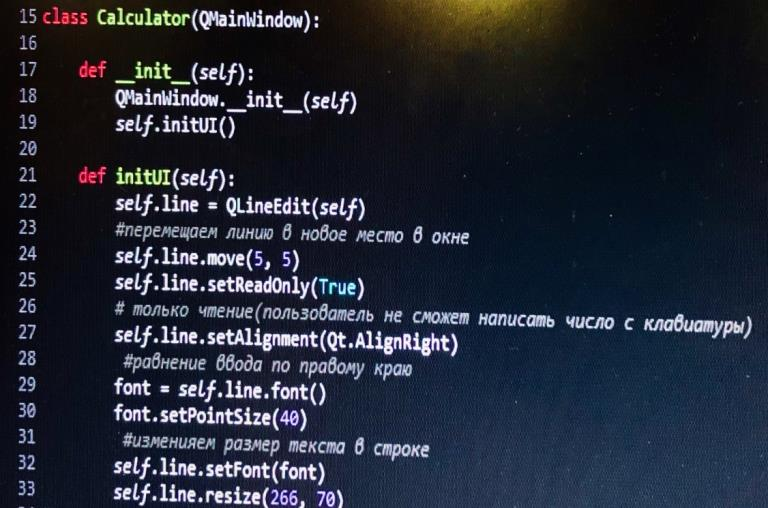 15 class Calculator(QMainWindow):
16
17 def __init__(self):
18 QMainWindow.__init__(self)
19 self.initUI()
20
21 def initUI(self):
22 self.line = QLineEdit(self)
23 #перемещаем линию в новое место в окне
24 self.line.move(5, 5)
25 self.line.setReadOnly(True)
26 # только чтение(пользователь не сможет написать число с клавиатуры)
27 self.line.setAlignment(Qt.AlignRight)
28 #равнение ввода по правому краю
29 font = self.line.font()
30 font.setPointSize(40)
31 #изменияем размер текста в строке
32 self.line.setFont(font)
33 self.line.resize(266, 70)